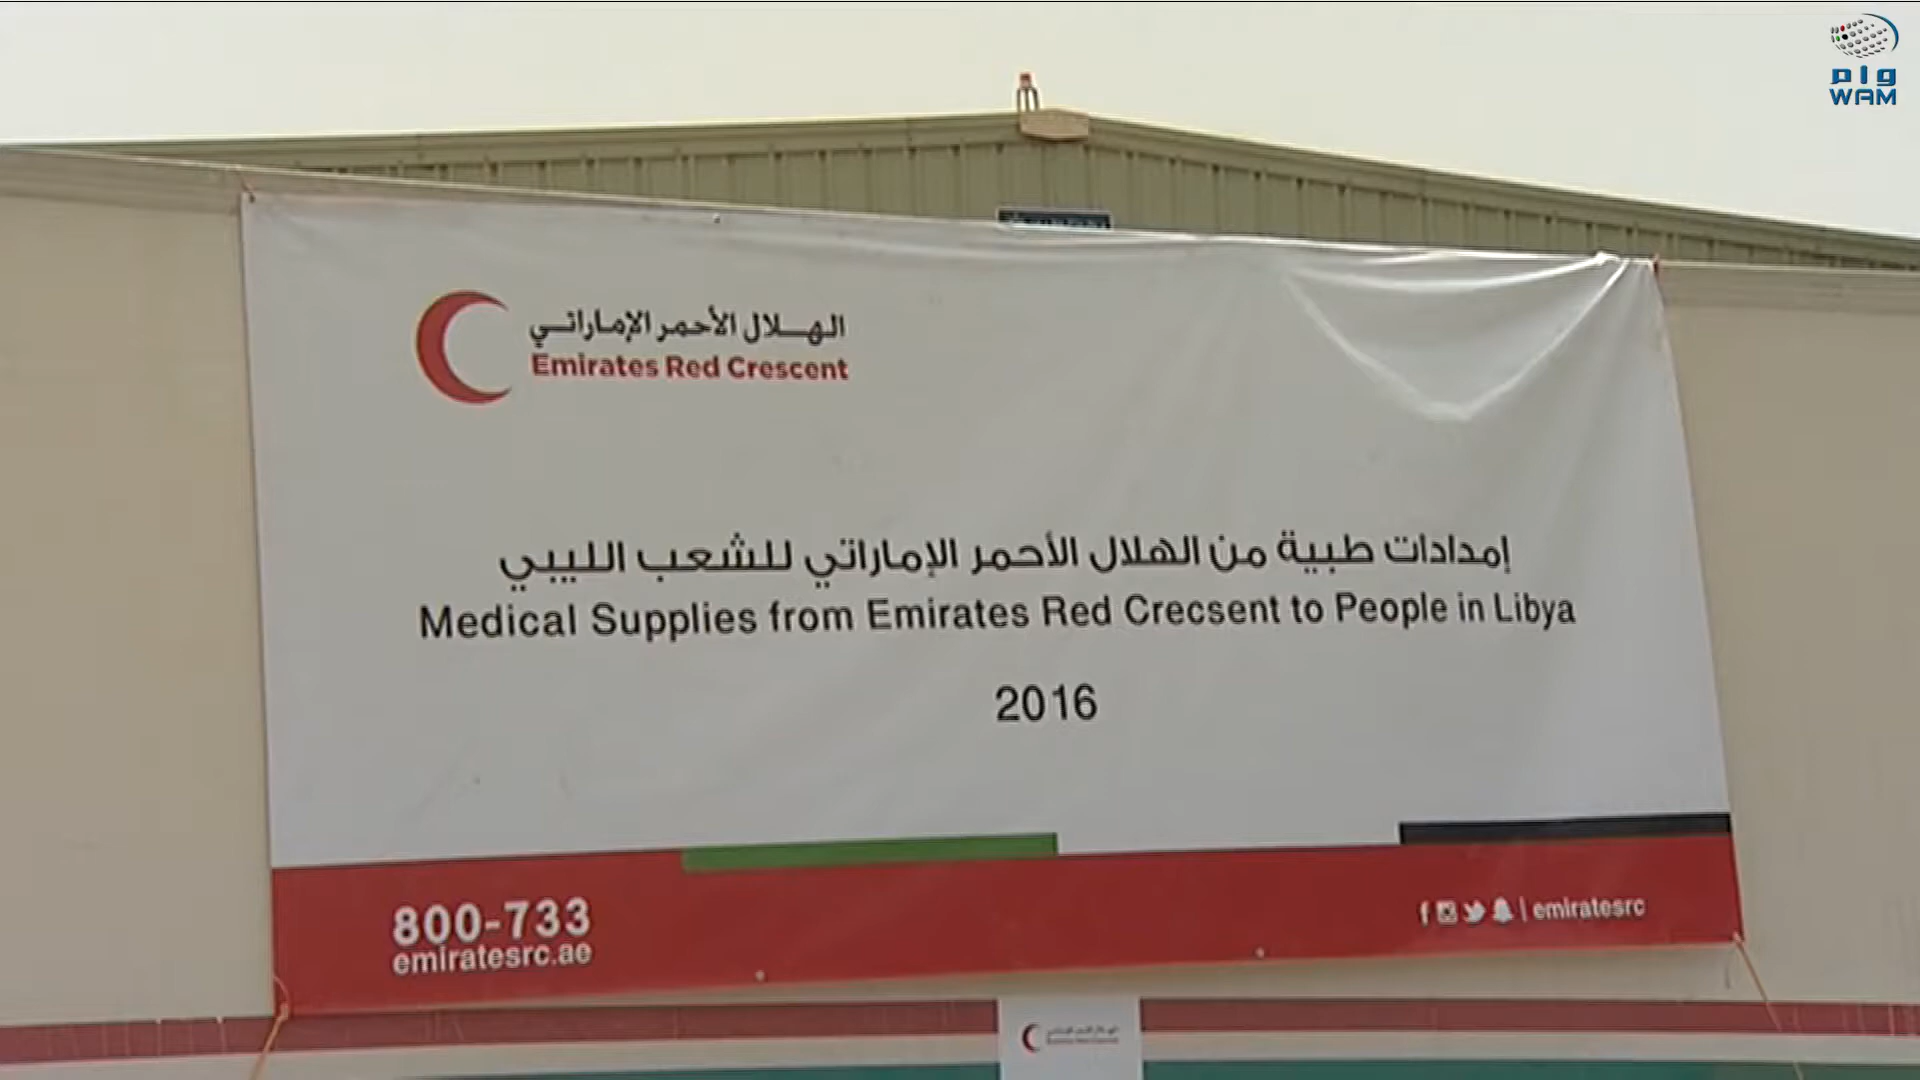 وام
WAM
الهلال الأحمر الإماراتي
Emirates Red Crescent
إمدادات طبية من الهلال الأحمر الإماراتي للشعب الليبي
Medical Supplies from Emirates Red Crecsent to People in Libya
2016
800-733
emiratesrc.ae
| emiratesrc